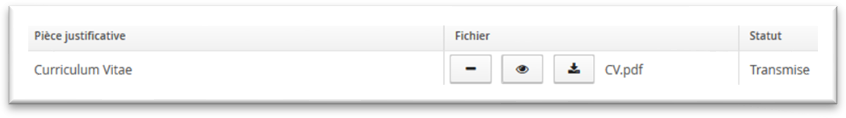 Pièce justificative Fichier Statut
Curriculum Vitae CV.pdf Transmise